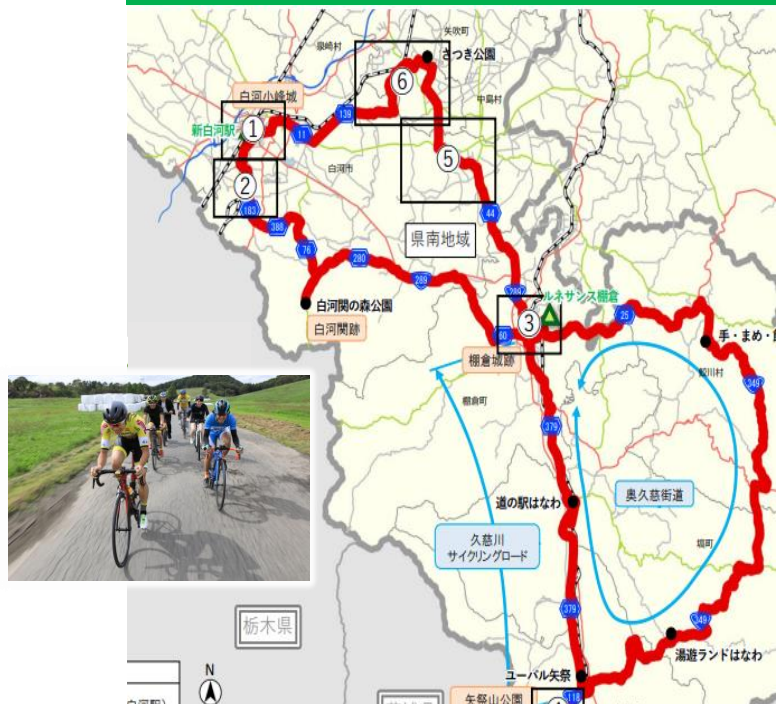 矢吹町
泉崎村
さつき公園
⑥
白河小峰城
中島村
139
新白河駅
①
11
⑤
白河市
②
183
44
388
県南地域
76
280
289
289
ルネサンス棚倉
白河関の森公園
③
25
白河関跡
60
手・まめ・
棚倉城跡
鮫川村
349
棚倉町
379
道の駅はなわ
奥久慈街道
久慈川
サイクリングロード
塙町
379
栃木県
349
湯遊ランドはなわ
N
ユーパル矢祭
矢祭山公園
118
白河駅)